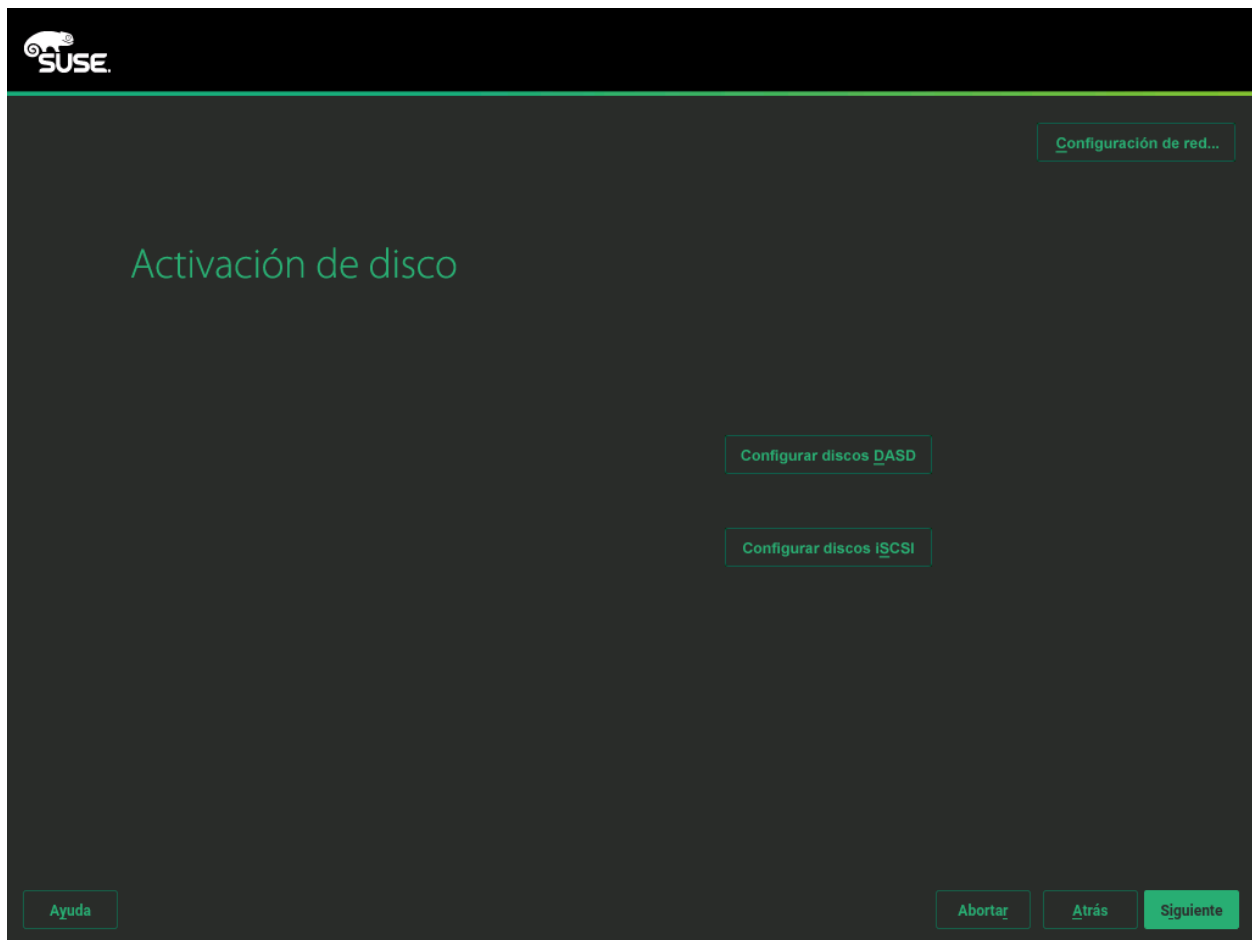 SUSE.
Configuración de red...
Activación de disco
Configurar discos DASD
Configurar discos iSCSI
Ayuda
Abortar
Atrás
Siguiente